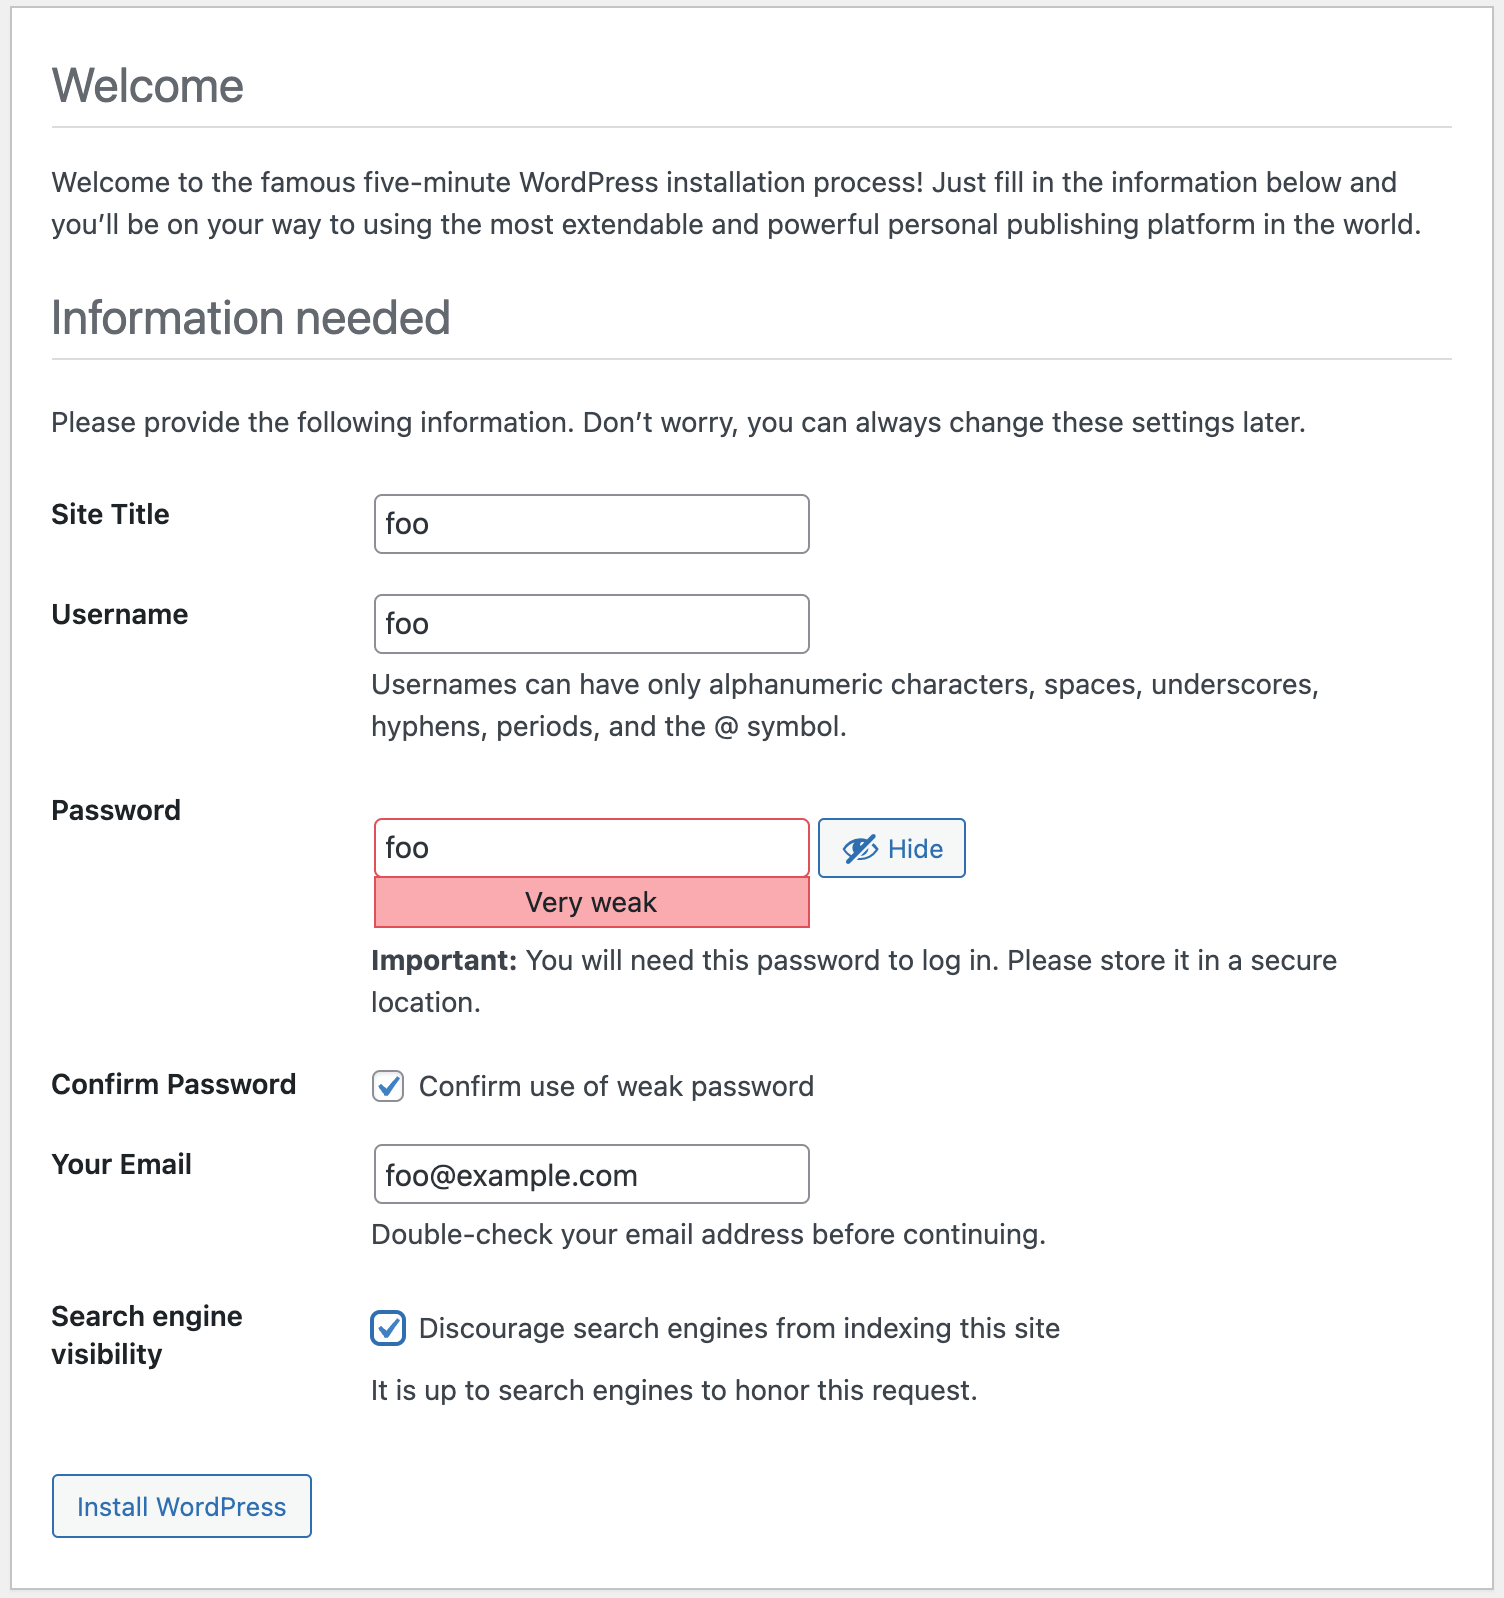 Welcome
Welcome to the famous five-minute WordPress installation process! Just fill in the information below and
you’ll be on your way to using the most extendable and powerful personal publishing platform in the world.
Information needed
Please provide the following information. Don’t worry, you can always change these settings later.
Site Title
foo
Username
foo
Usernames can have only alphanumeric characters, spaces, underscores,
hyphens, periods, and the @ symbol.
Password
foo
Hide
Very weak
Important: You will need this password to log in. Please store it in a secure
location.
Confirm Password
Confirm use of weak password
Your Email
foo@example.com
Double-check your email address before continuing.
Search engine
visibility
Discourage search engines from indexing this site
It is up to search engines to honor this request.
Install WordPress